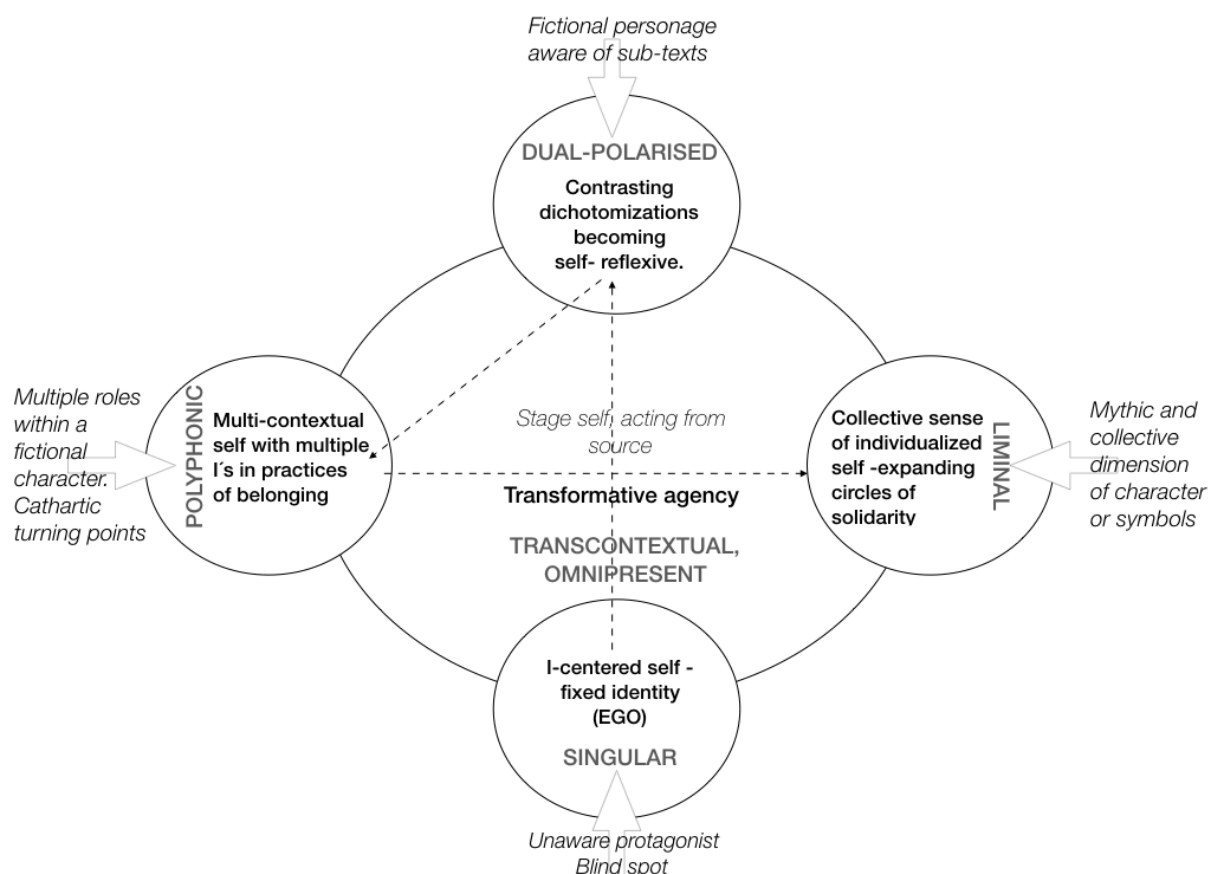 Fictional personage
aware of sub-texts
DUAL-POLARISED
Contrasting
dichotomizations
becoming
self- reflexive.
Multiple roles
within a
fictional
character.
Cathartic
turning points
POLYPHONIC
Multi-contextual
self with multiple
I´s in practices
of belonging
Stage self, acting from
source
Transformative agency
TRANSCONTEXTUAL,
OMNIPRESENT
Collective sense
of individualized
self -expanding
circles of
solidarity
LIMINAL
Mythic and
collective
dimension
of character
or symbols
I-centered self -
fixed identity
(EGO)
SINGULAR
Unaware protagonist
Blind spot